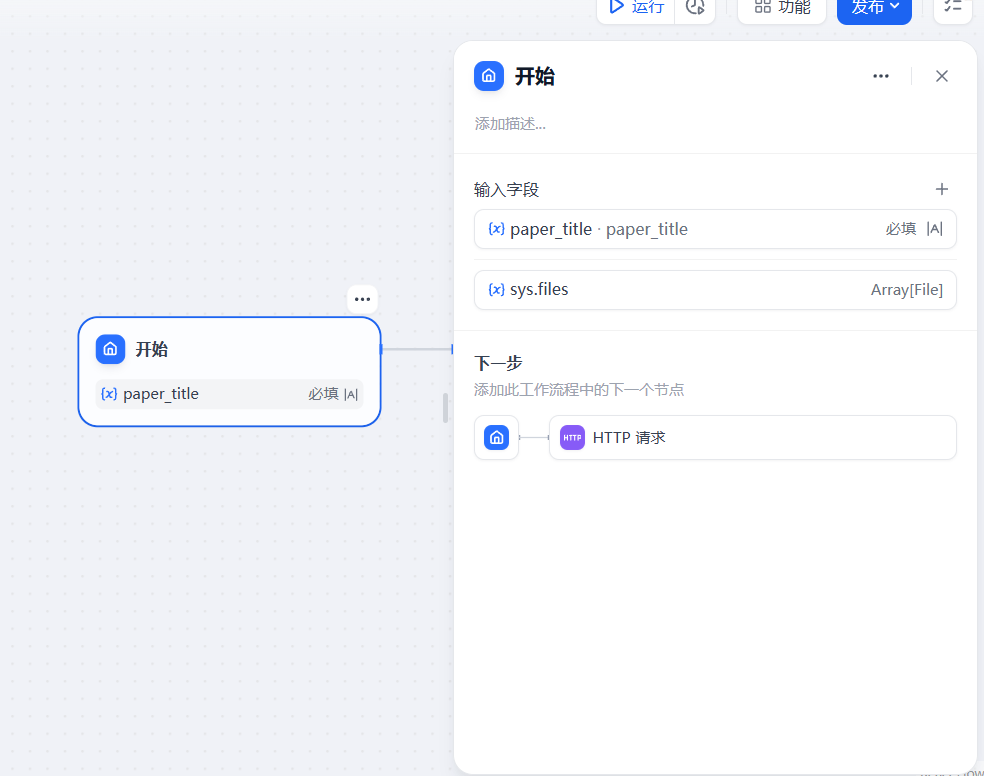 运行
功能
发布
开始
添加描述...
输入字段
{x} paper_title · paper_title 必填
{x} sys.files Array[File]
下一步
添加此工作流程中的下一个节点
HTTP HTTP 请求
开始
{x} paper_title 必填